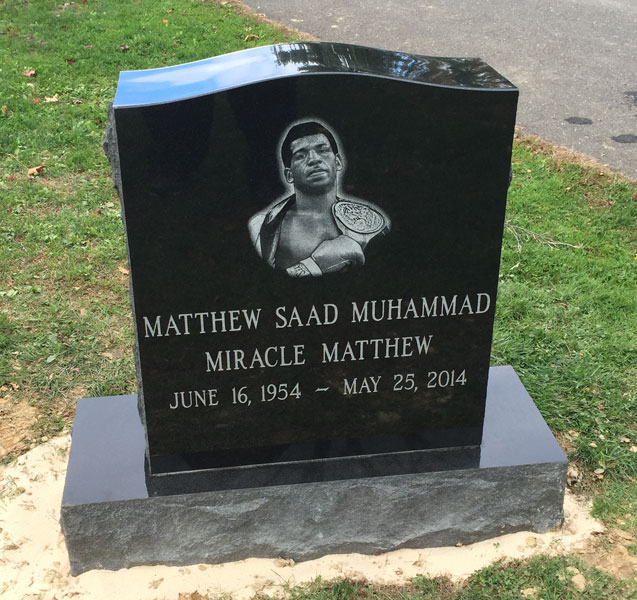 MATTHEW SAAD MUHAMMAD
MIRACLE MATTHEW
JUNE 16, 1954 ~ MAY 25, 2014